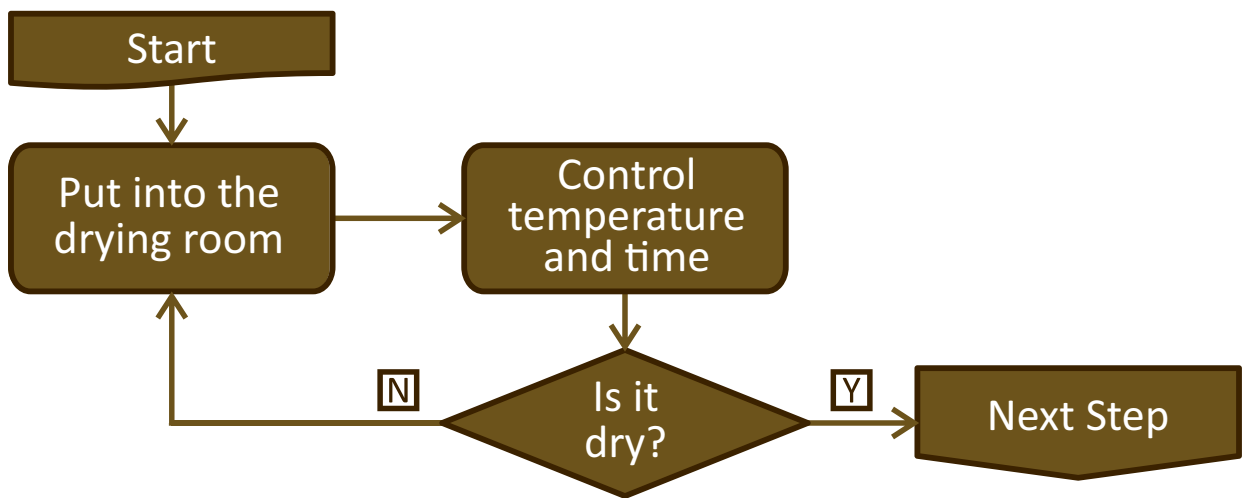 Start
Put into the
drying room
Control
temperature
and time
Is it
dry?
N
Y
Next Step